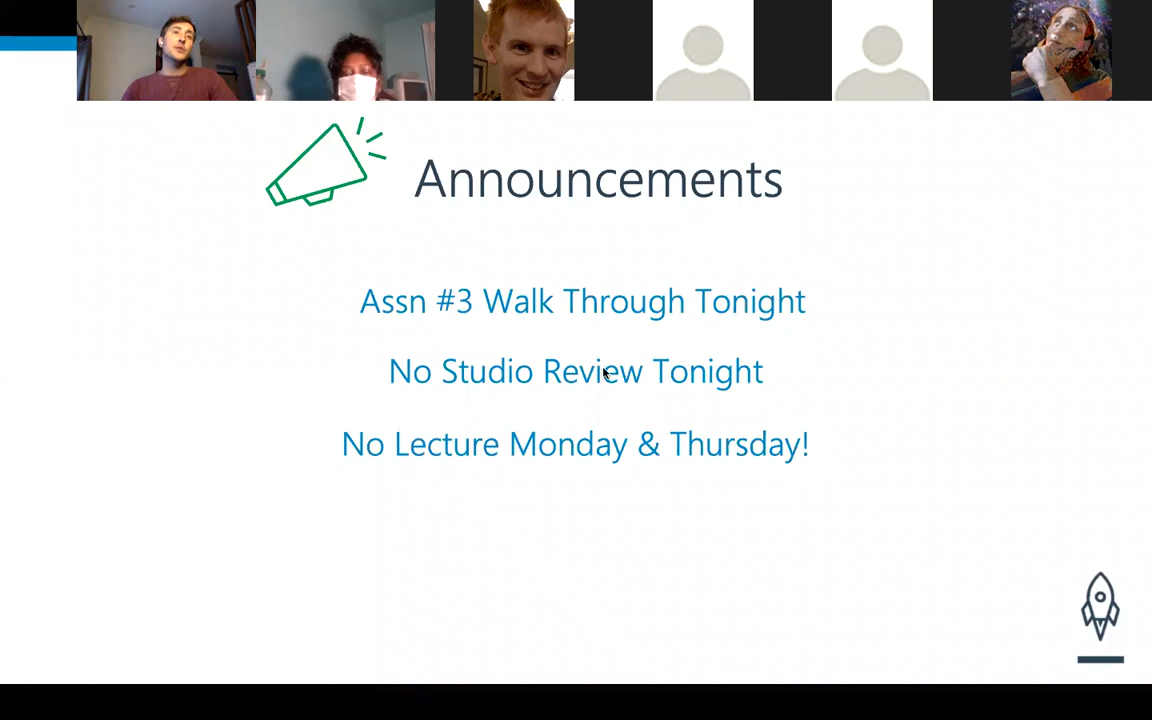 Announcements
Assn #3 Walk Through Tonight
No Studio Review Tonight
No Lecture Monday & Thursday!